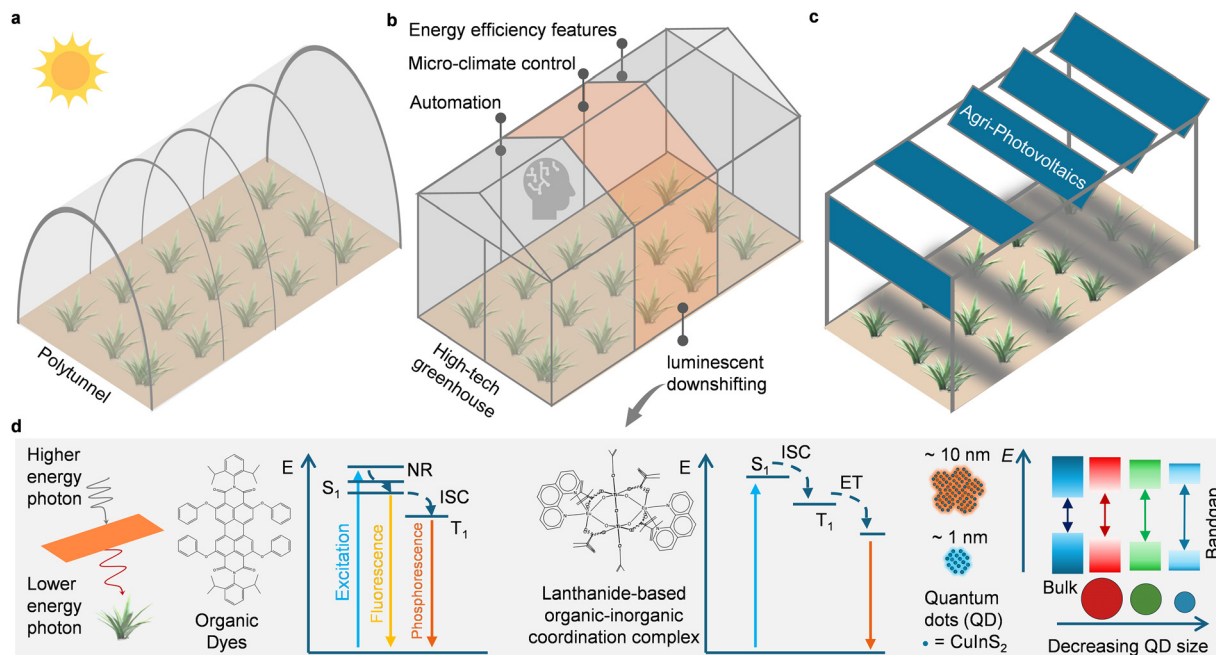 a
Polytunnel
b
Energy efficiency features
Micro-climate control
Automation
High-tech
greenhouse
luminescent
downshifting
c
Agri-Photovoltaics
d
Higher
energy
photon
Lower
energy
photon
Organic
Dyes
E
NR
S1
ISC
T1
Excitation
Fluorescence
Phosphorescence
Lanthanide-based
organic-inorganic
coordination complex
E
S1
ISC
ET
T1
~ 10 nm
~ 1 nm
Quantum
dots (QD)
= CuInS2
E
Bandgap
Bulk
Decreasing QD size